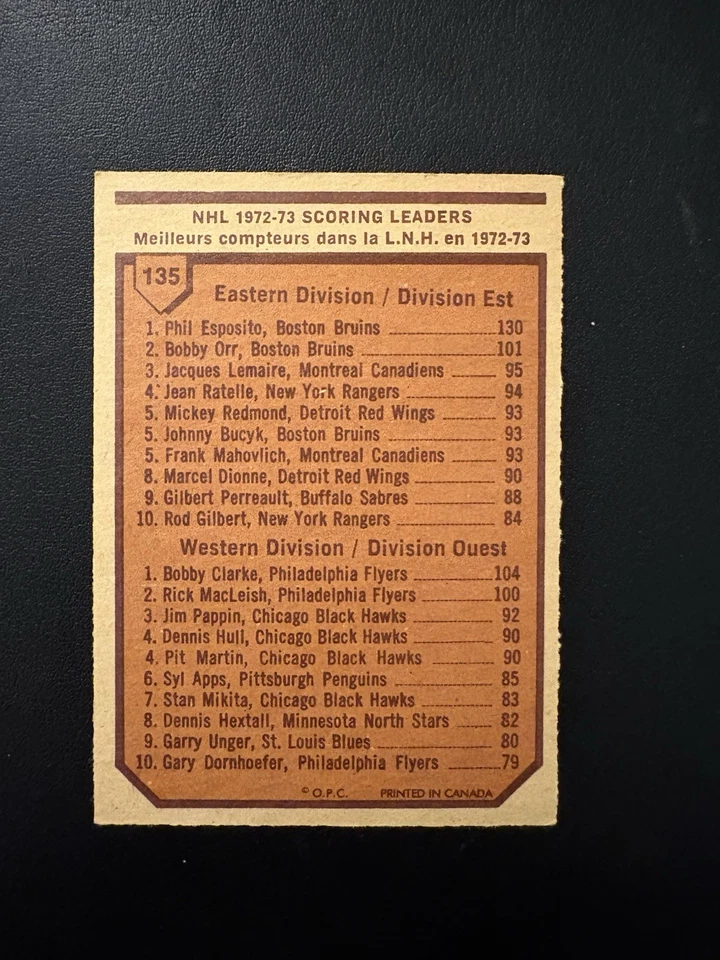 NHL 1972-73 SCORING LEADERS
Meilleurs compteurs dans la L.N.H. en 1972-73
135
Eastern Division / Division Est
1. Phil Esposito, Boston Bruins 130
2. Bobby Orr, Boston Bruins 101
3. Jacques Lemaire, Montreal Canadiens 95
4. Jean Ratelle, New York Rangers 94
5. Mickey Redmond, Detroit Red Wings 93
5. Johnny Bucyk, Boston Bruins 93
5. Frank Mahovlich, Montreal Canadiens 93
8. Marcel Dionne, Detroit Red Wings 90
9. Gilbert Perreault, Buffalo Sabres 88
10. Rod Gilbert, New York Rangers 84
Western Division / Division Ouest
1. Bobby Clarke, Philadelphia Flyers 104
2. Rick MacLeish, Philadelphia Flyers 100
3. Jim Pappin, Chicago Black Hawks 92
4. Dennis Hull, Chicago Black Hawks 90
4. Pit Martin, Chicago Black Hawks 90
6. Syl Apps, Pittsburgh Penguins 85
7. Stan Mikita, Chicago Black Hawks 83
8. Dennis Hextall, Minnesota North Stars 82
9. Garry Unger, St. Louis Blues 80
10. Gary Dornhoefer, Philadelphia Flyers 79
© O.P.C. PRINTED IN CANADA